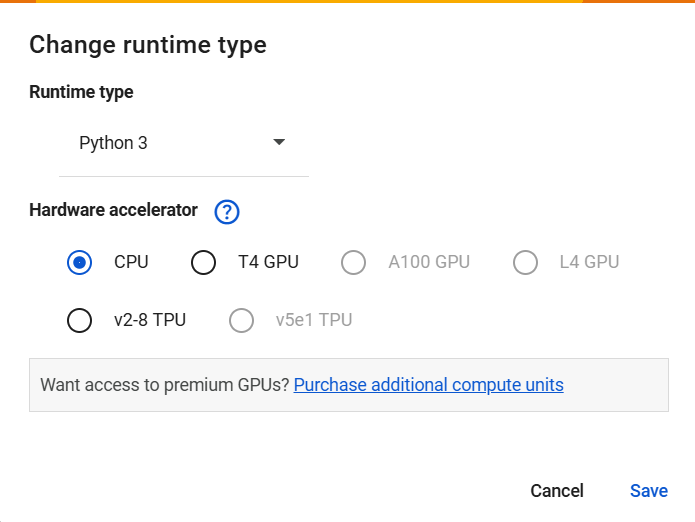 Change runtime type
Runtime type
Python 3
Hardware accelerator ?
CPU T4 GPU A100 GPU L4 GPU
v2-8 TPU v5e1 TPU
Want access to premium GPUs? Purchase additional compute units
Cancel Save